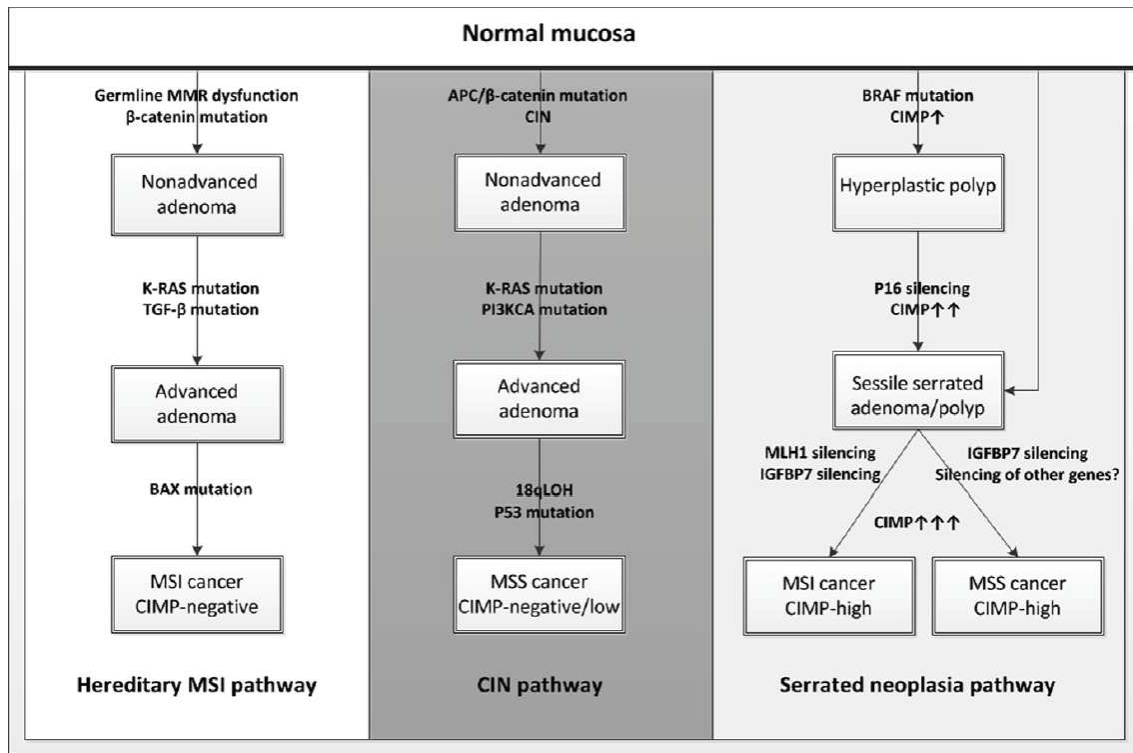 Normal mucosa
Germline MMR dysfunction
β-catenin mutation
Nonadvanced
adenoma
K-RAS mutation
TGF-β mutation
Advanced
adenoma
BAX mutation
MSI cancer
CIMP-negative
Hereditary MSI pathway
APC/β-catenin mutation
CIN
Nonadvanced
adenoma
K-RAS mutation
PI3KCA mutation
Advanced
adenoma
18qLOH
P53 mutation
MSS cancer
CIMP-negative/low
CIN pathway
BRAF mutation
CIMP↑
Hyperplastic polyp
P16 silencing
CIMP↑↑
Sessile serrated
adenoma/polyp
MLH1 silencing
IGFBP7 silencing
IGFBP7 silencing
Silencing of other genes?
CIMP↑↑↑
MSI cancer
CIMP-high
MSS cancer
CIMP-high
Serrated neoplasia pathway